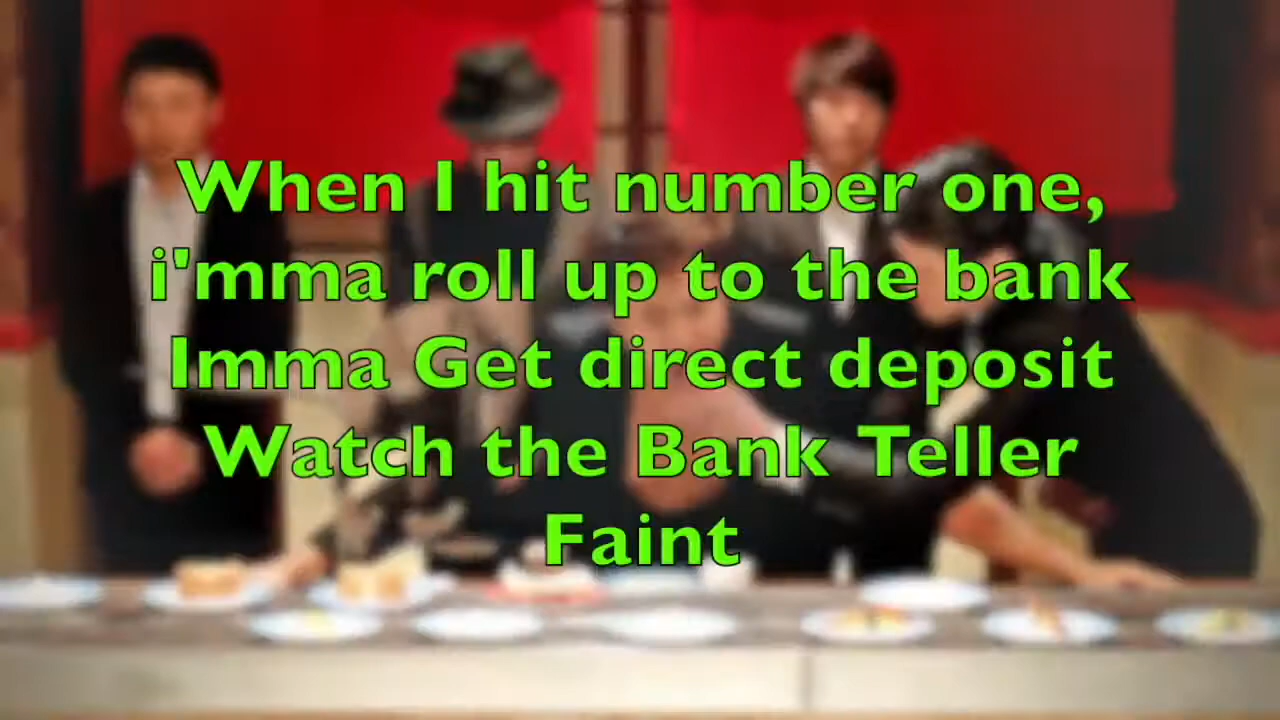 When I hit number one,
i'mma roll up to the bank
Imma Get direct deposit
Watch the Bank Teller
Faint